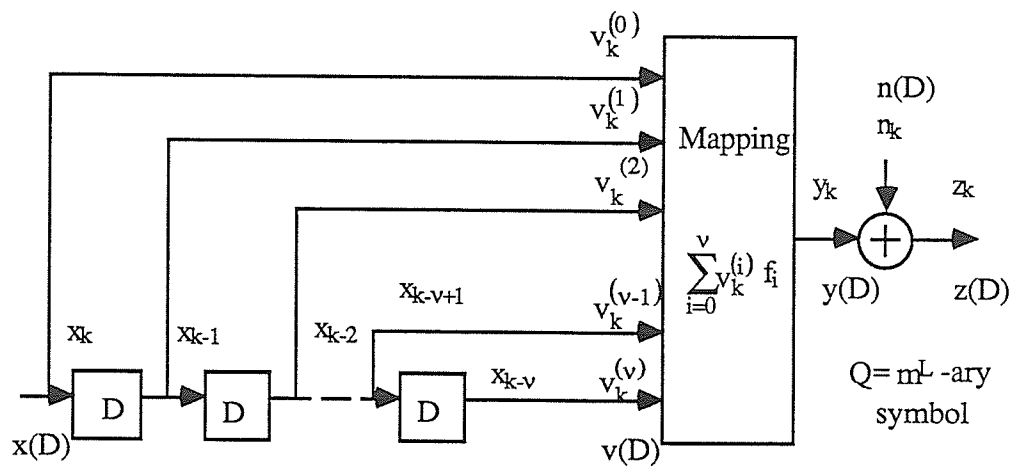 v_k^(0)
v_k^(1)
v_k^(2)
Mapping
∑_{i=0}^{ν} v_k^(i) f_i
n(D)
n_k
y_k
z_k
y(D)
z(D)
x_{k-ν+1}
v_k^(ν-1)
x_k
x_{k-1}
x_{k-2}
x_{k-ν}
v_k^(ν)
D
D
D
x(D)
v(D)
Q= m^L -ary
symbol